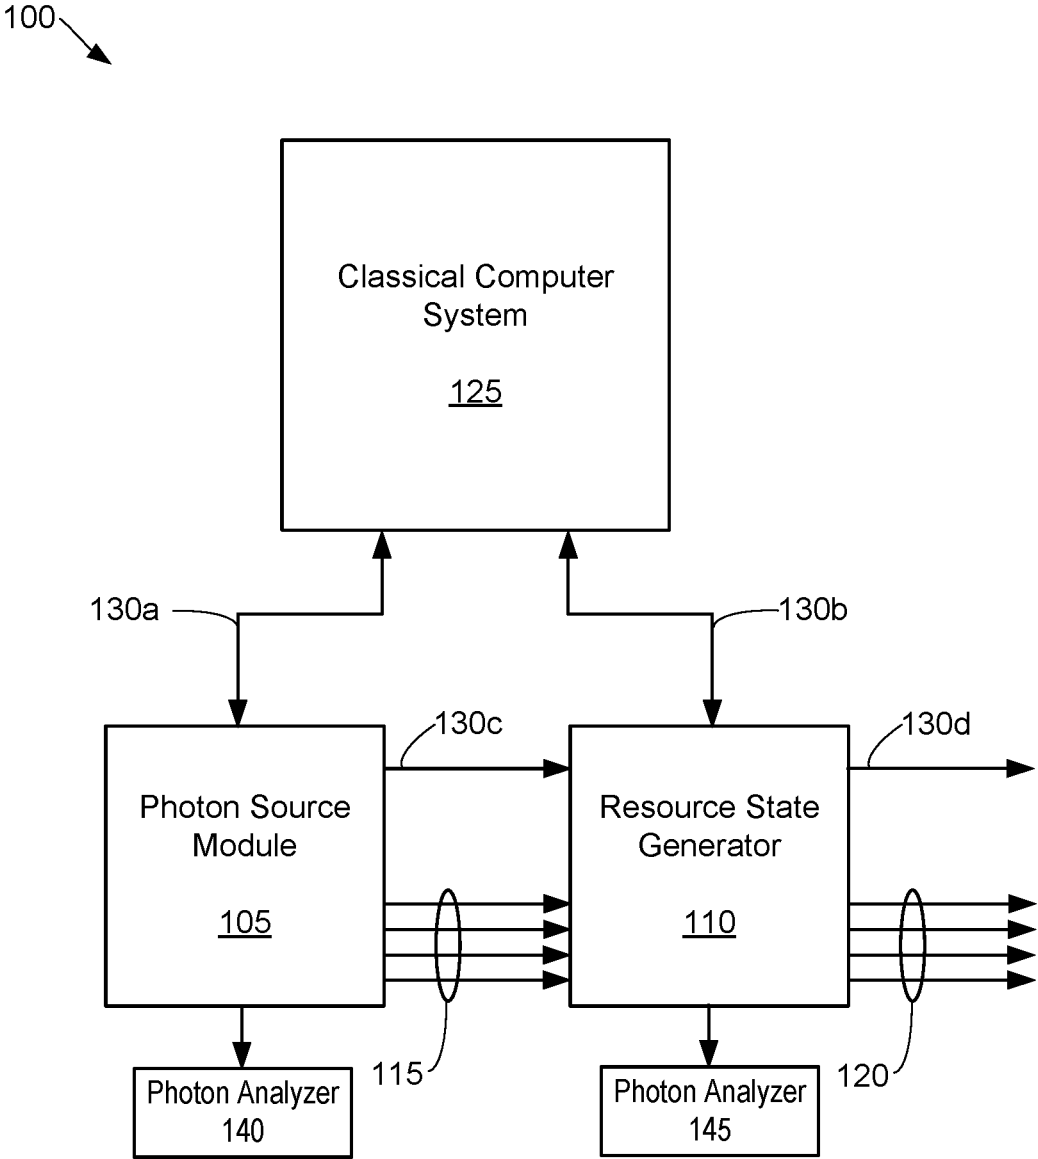 100
Classical Computer
System
125
130a
130b
130c
130d
Photon Source
Module
105
Resource State
Generator
110
115
120
Photon Analyzer
140
Photon Analyzer
145